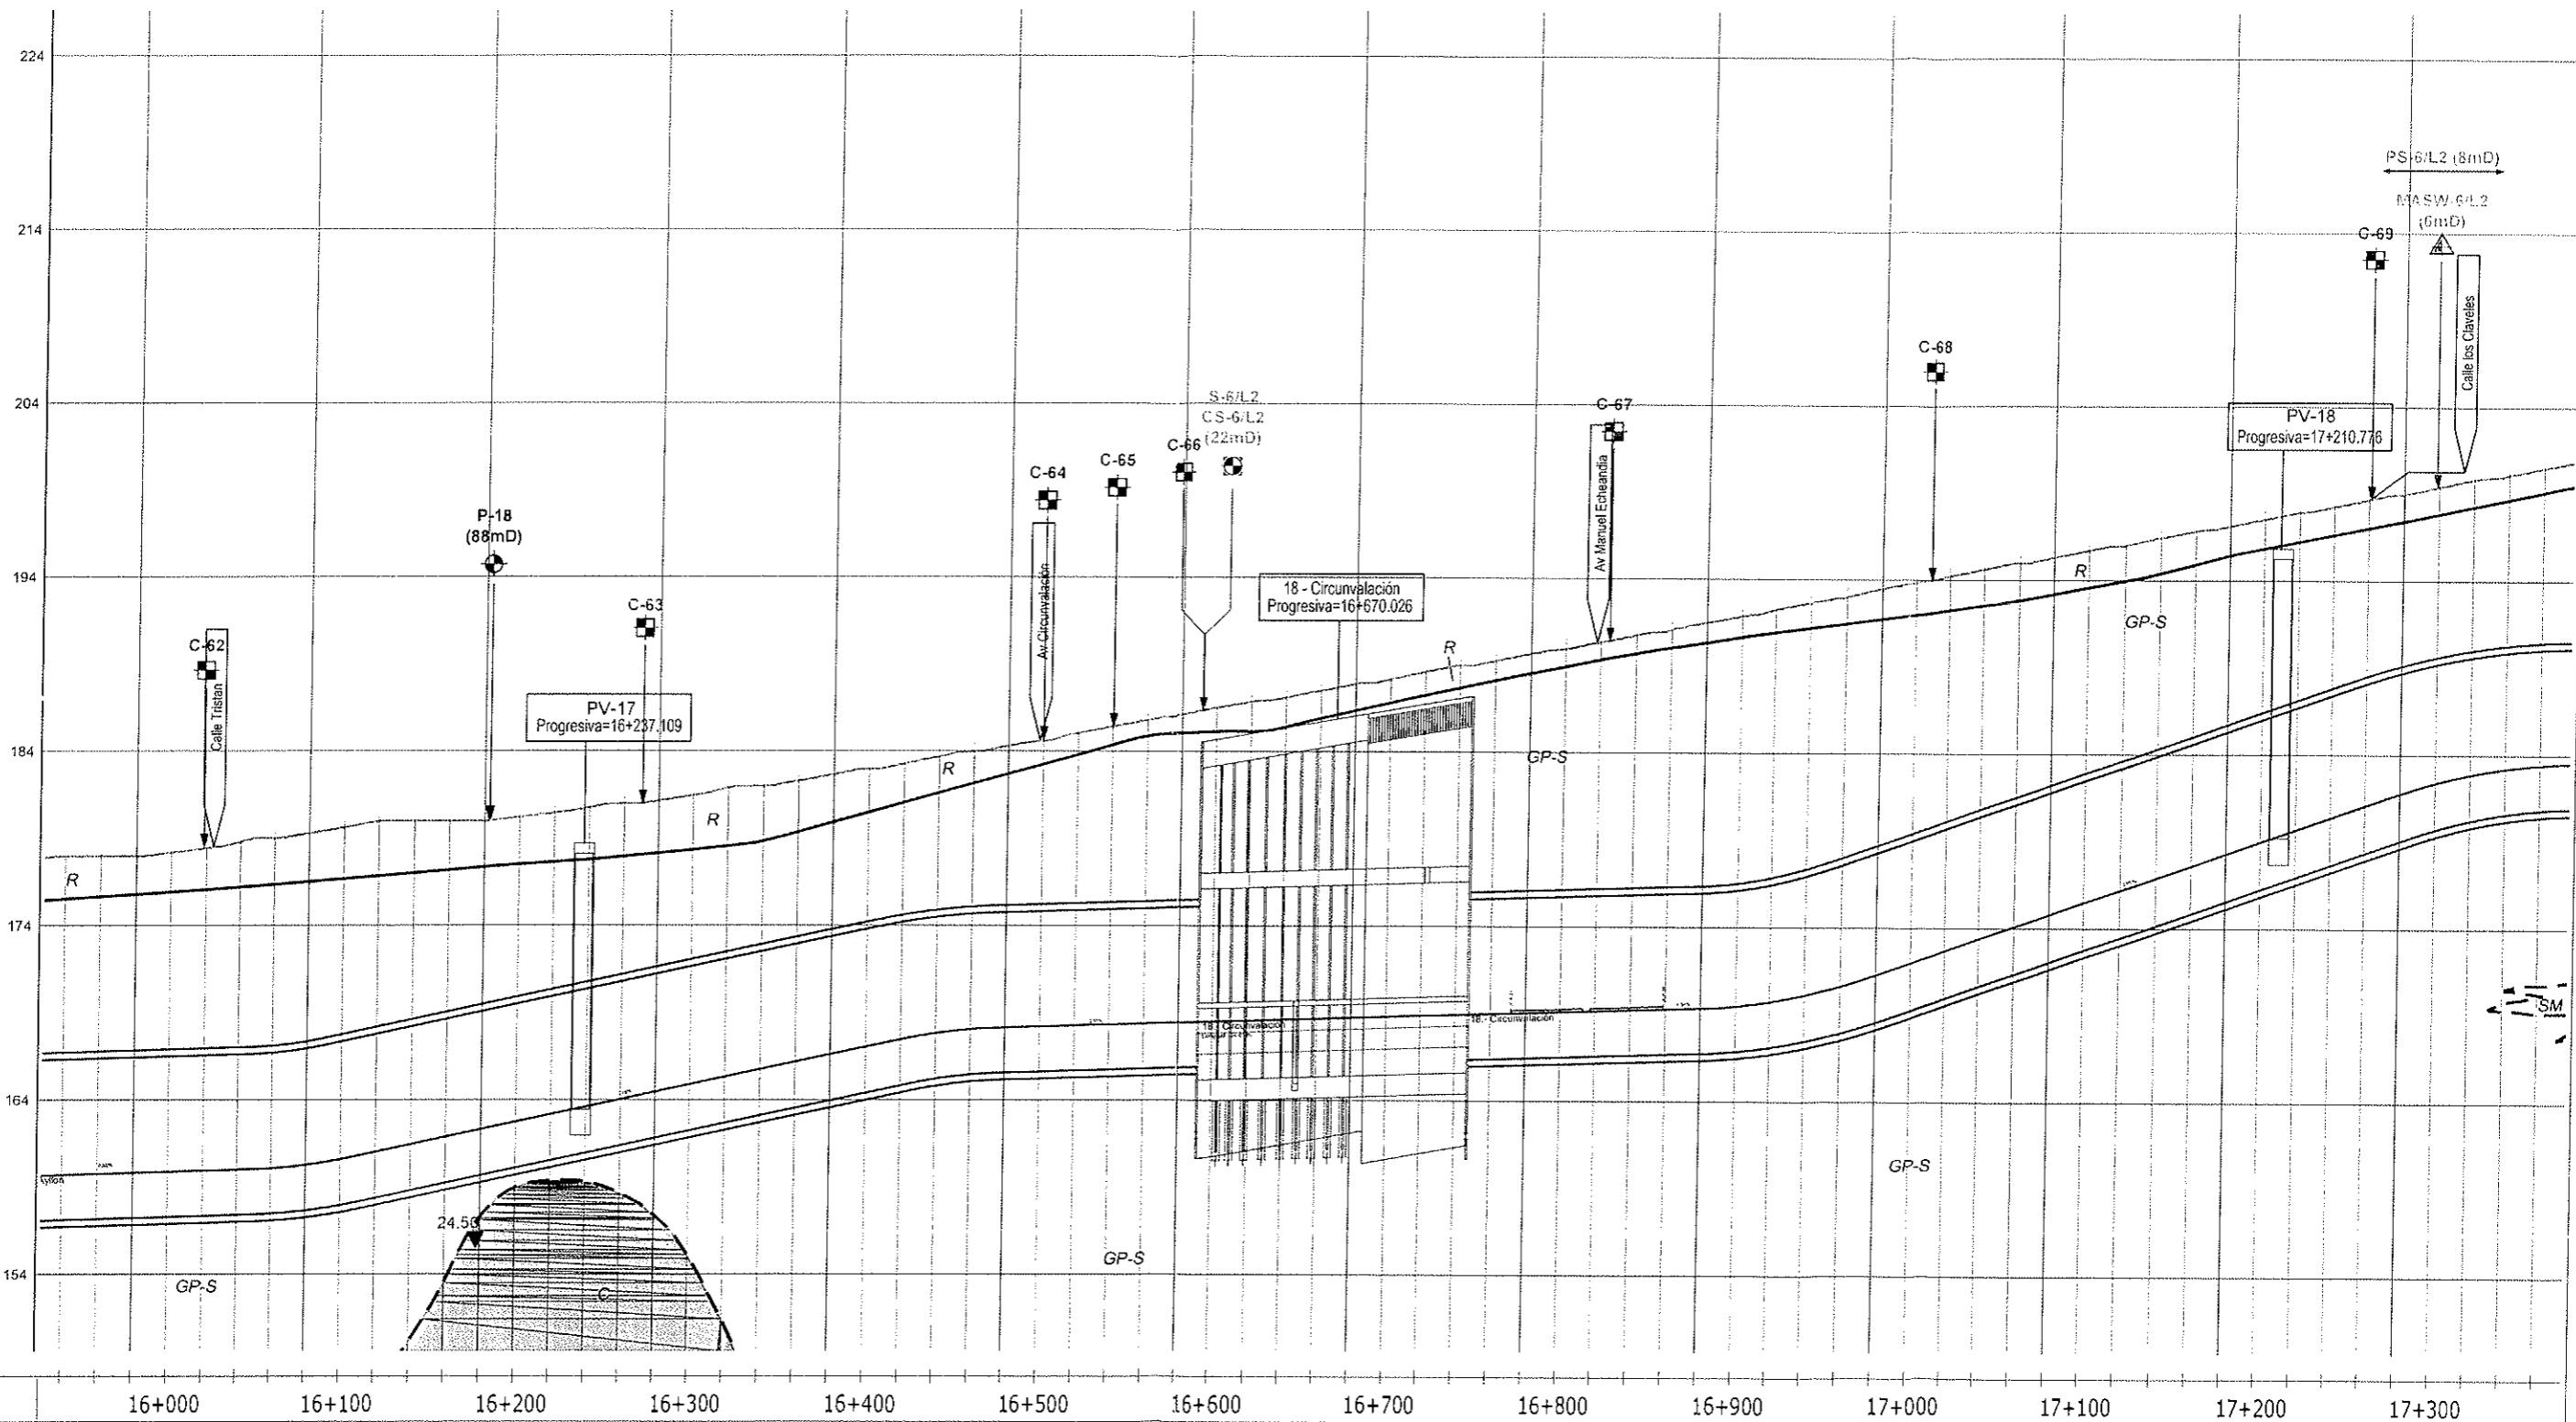 224
PS-6/L2 (8mD)
MASW-6/L2
(6mD)
214
C-69
Calle los Claveles
C-68
204
S-6/L2
CS-6/L2
(22mD)
C-67
PV-18
Progresiva=17+210.776
C-66
C-65
C-64
Av Manuel Echeandia
P-18
(88mD)
Av Circunvalación
194
18 - Circunvalación
Progresiva=16+670.026
R
C-63
GP-S
C-62
R
Calle Tristan
PV-17
Progresiva=16+237.109
184
R
GP-S
R
R
174
SM
18.- Circunvalación
18.- Circunvalación
164
GP-S
24.50
154
GP-S
GP-S
C
16+000
16+100
16+200
16+300
16+400
16+500
16+600
16+700
16+800
16+900
17+000
17+100
17+200
17+300